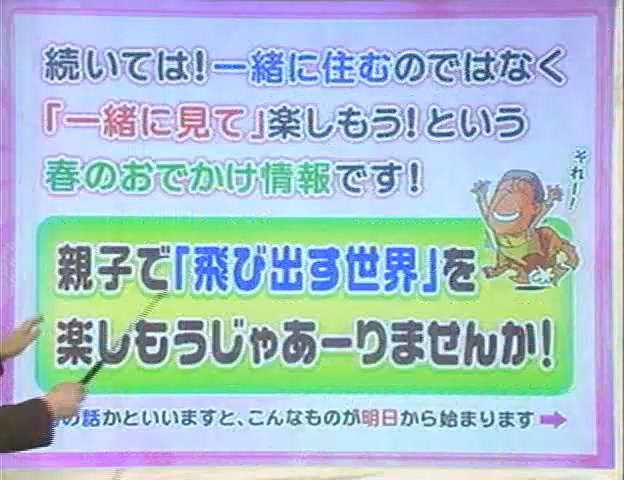 続いては！一緒に住むのではなく
「一緒に見て」楽しもう！という
春のおでかけ情報です！
それー！
親子で「飛び出す世界」を
楽しもうじゃあーりませんか！
の話かといいますと、こんなものが明日から始まります➡